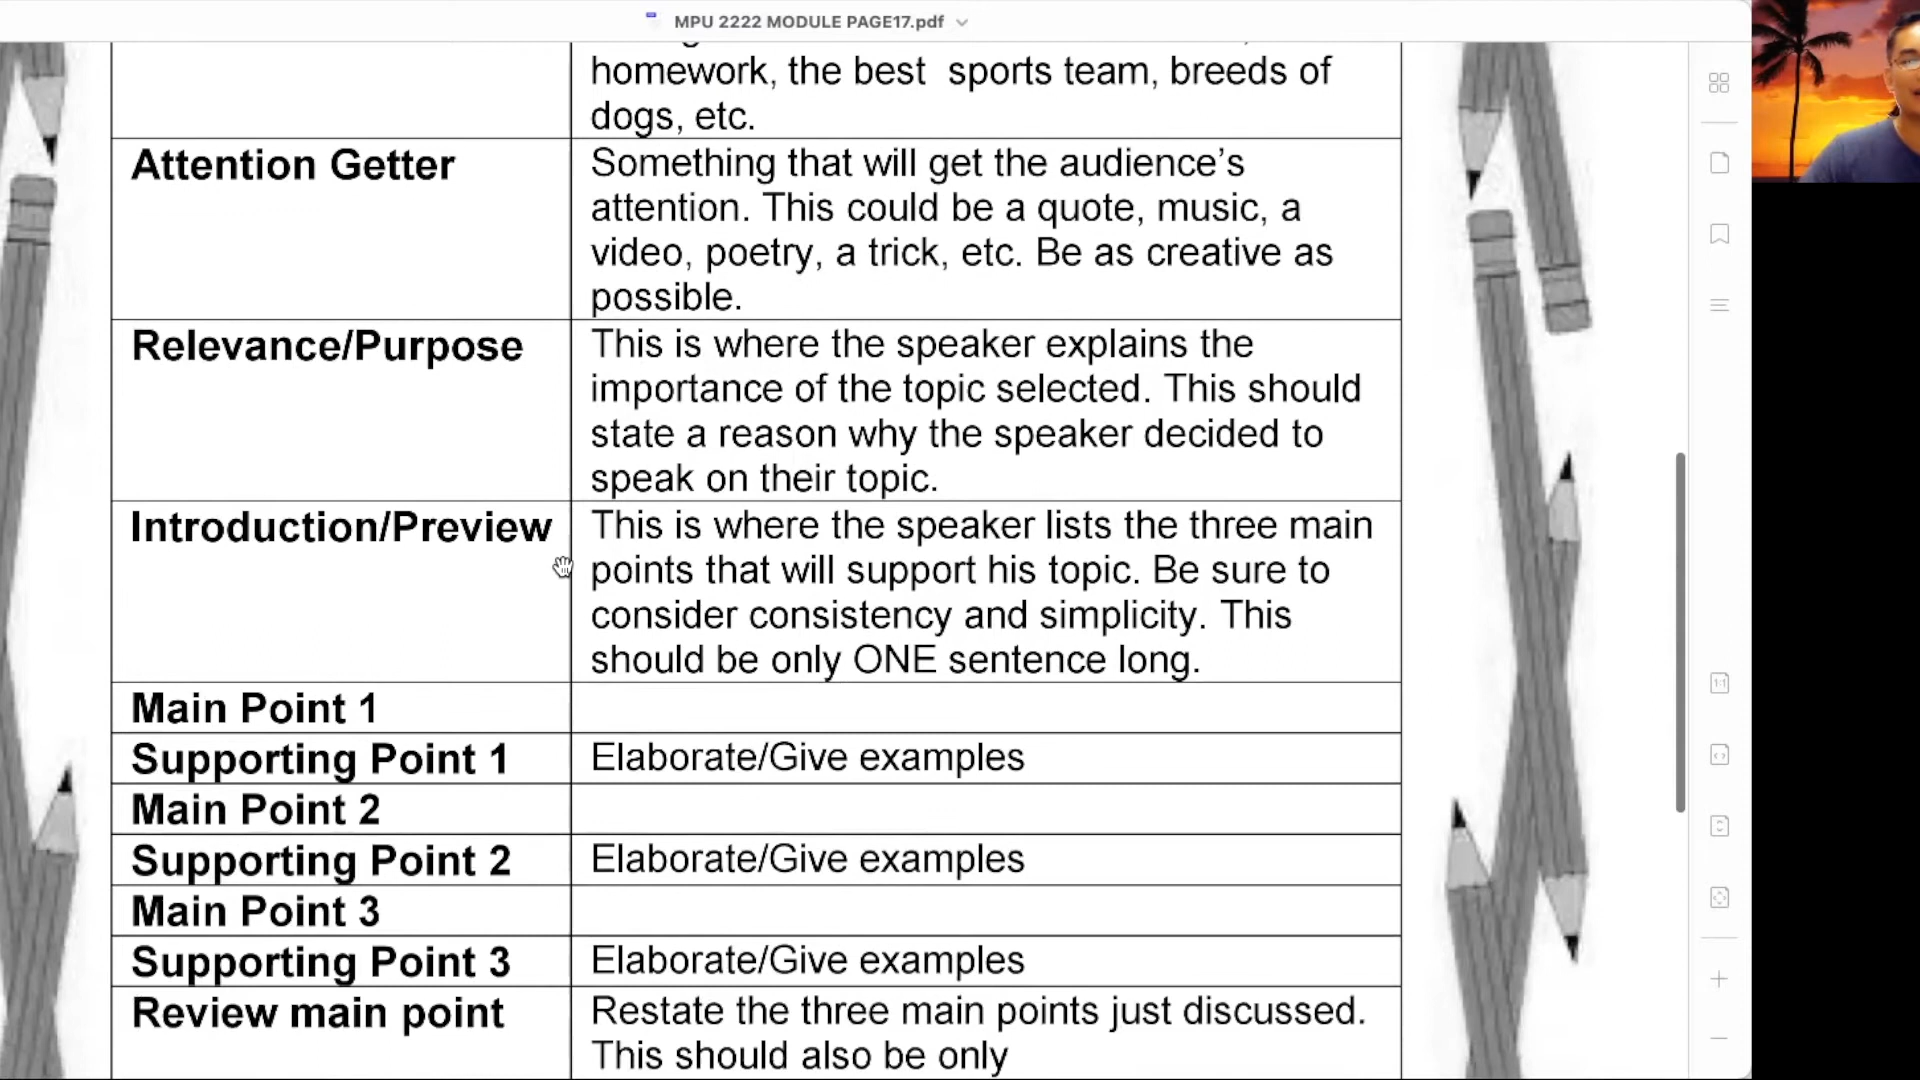 MPU 2222 MODULE PAGE17.pdf
homework, the best  sports team, breeds of
dogs, etc.
Attention Getter
Something that will get the audience’s
attention. This could be a quote, music, a
video, poetry, a trick, etc. Be as creative as
possible.
Relevance/Purpose
This is where the speaker explains the
importance of the topic selected. This should
state a reason why the speaker decided to
speak on their topic.
Introduction/Preview
This is where the speaker lists the three main
points that will support his topic. Be sure to
consider consistency and simplicity. This
should be only ONE sentence long.
Main Point 1
Supporting Point 1
Elaborate/Give examples
Main Point 2
Supporting Point 2
Elaborate/Give examples
Main Point 3
Supporting Point 3
Elaborate/Give examples
Review main point
Restate the three main points just discussed.
This should also be only